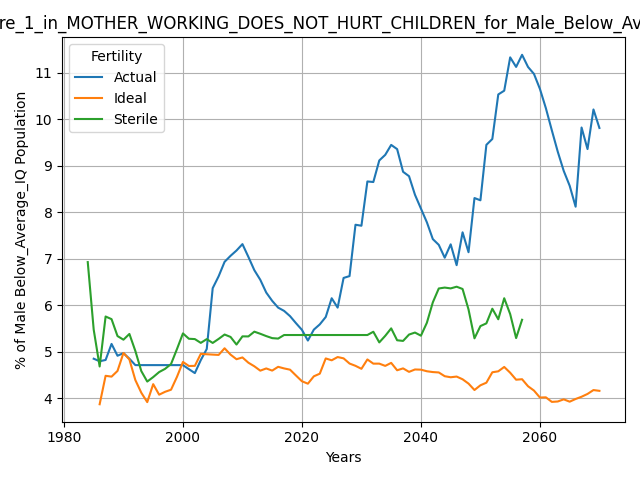 re_1_in_MOTHER_WORKING_DOES_NOT_HURT_CHILDREN_for_Male_Below_Av
Fertility
Actual
Ideal
Sterile
% of Male Below_Average_IQ Population
11
10
9
8
7
6
5
4
1980
2000
2020
2040
2060
Years